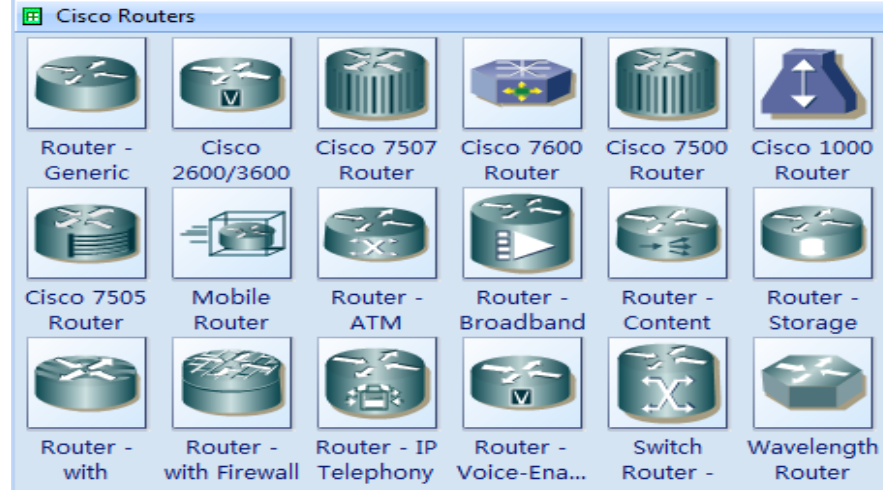 Cisco Routers
Router - Generic
Cisco 2600/3600
Cisco 7507 Router
Cisco 7600 Router
Cisco 7500 Router
Cisco 1000 Router
V
Cisco 7505 Router
Mobile Router
Router - ATM
Router - Broadband
Router - Content
Router - Storage
Router - with
Router - with Firewall
Router - IP Telephony
Router - Voice-Ena...
Switch Router -
Wavelength Router
V